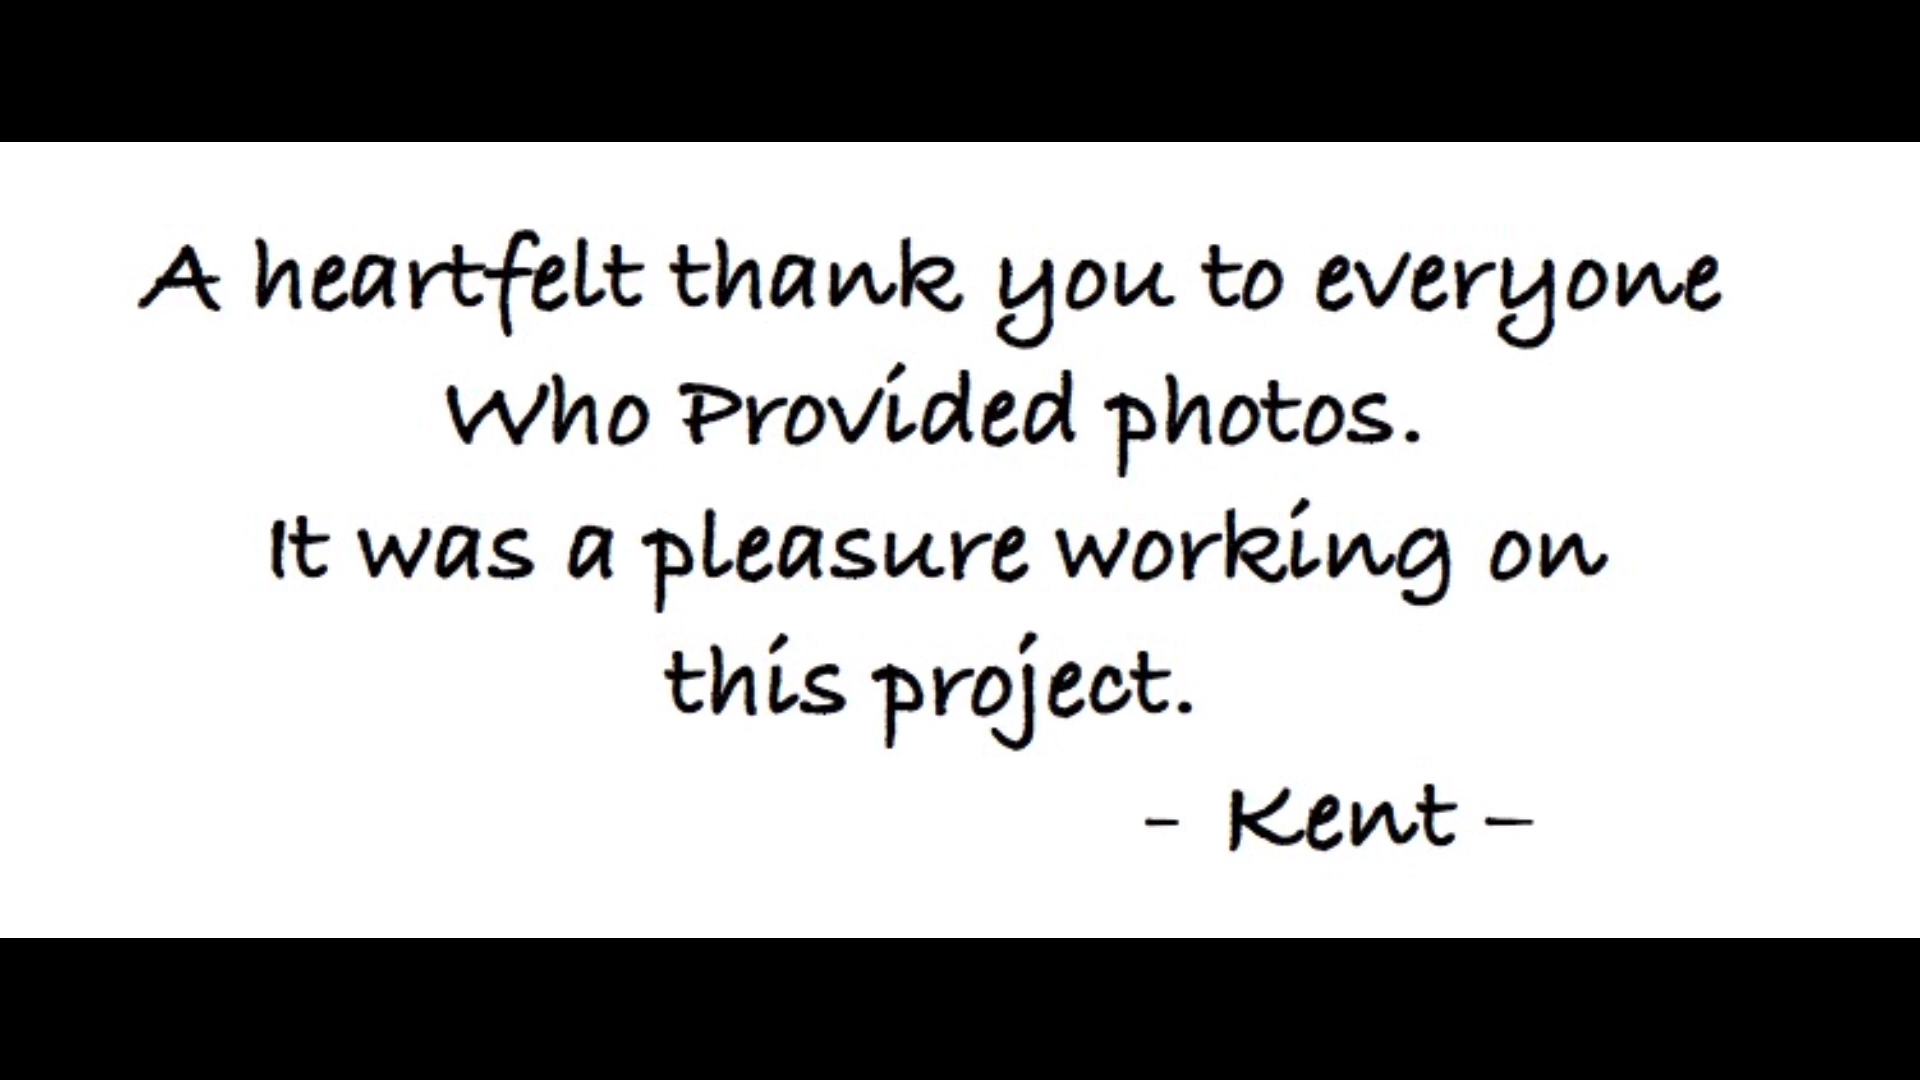 A heartfelt thank you to everyone
Who Provided photos.
It was a pleasure working on
this project.
- Kent –